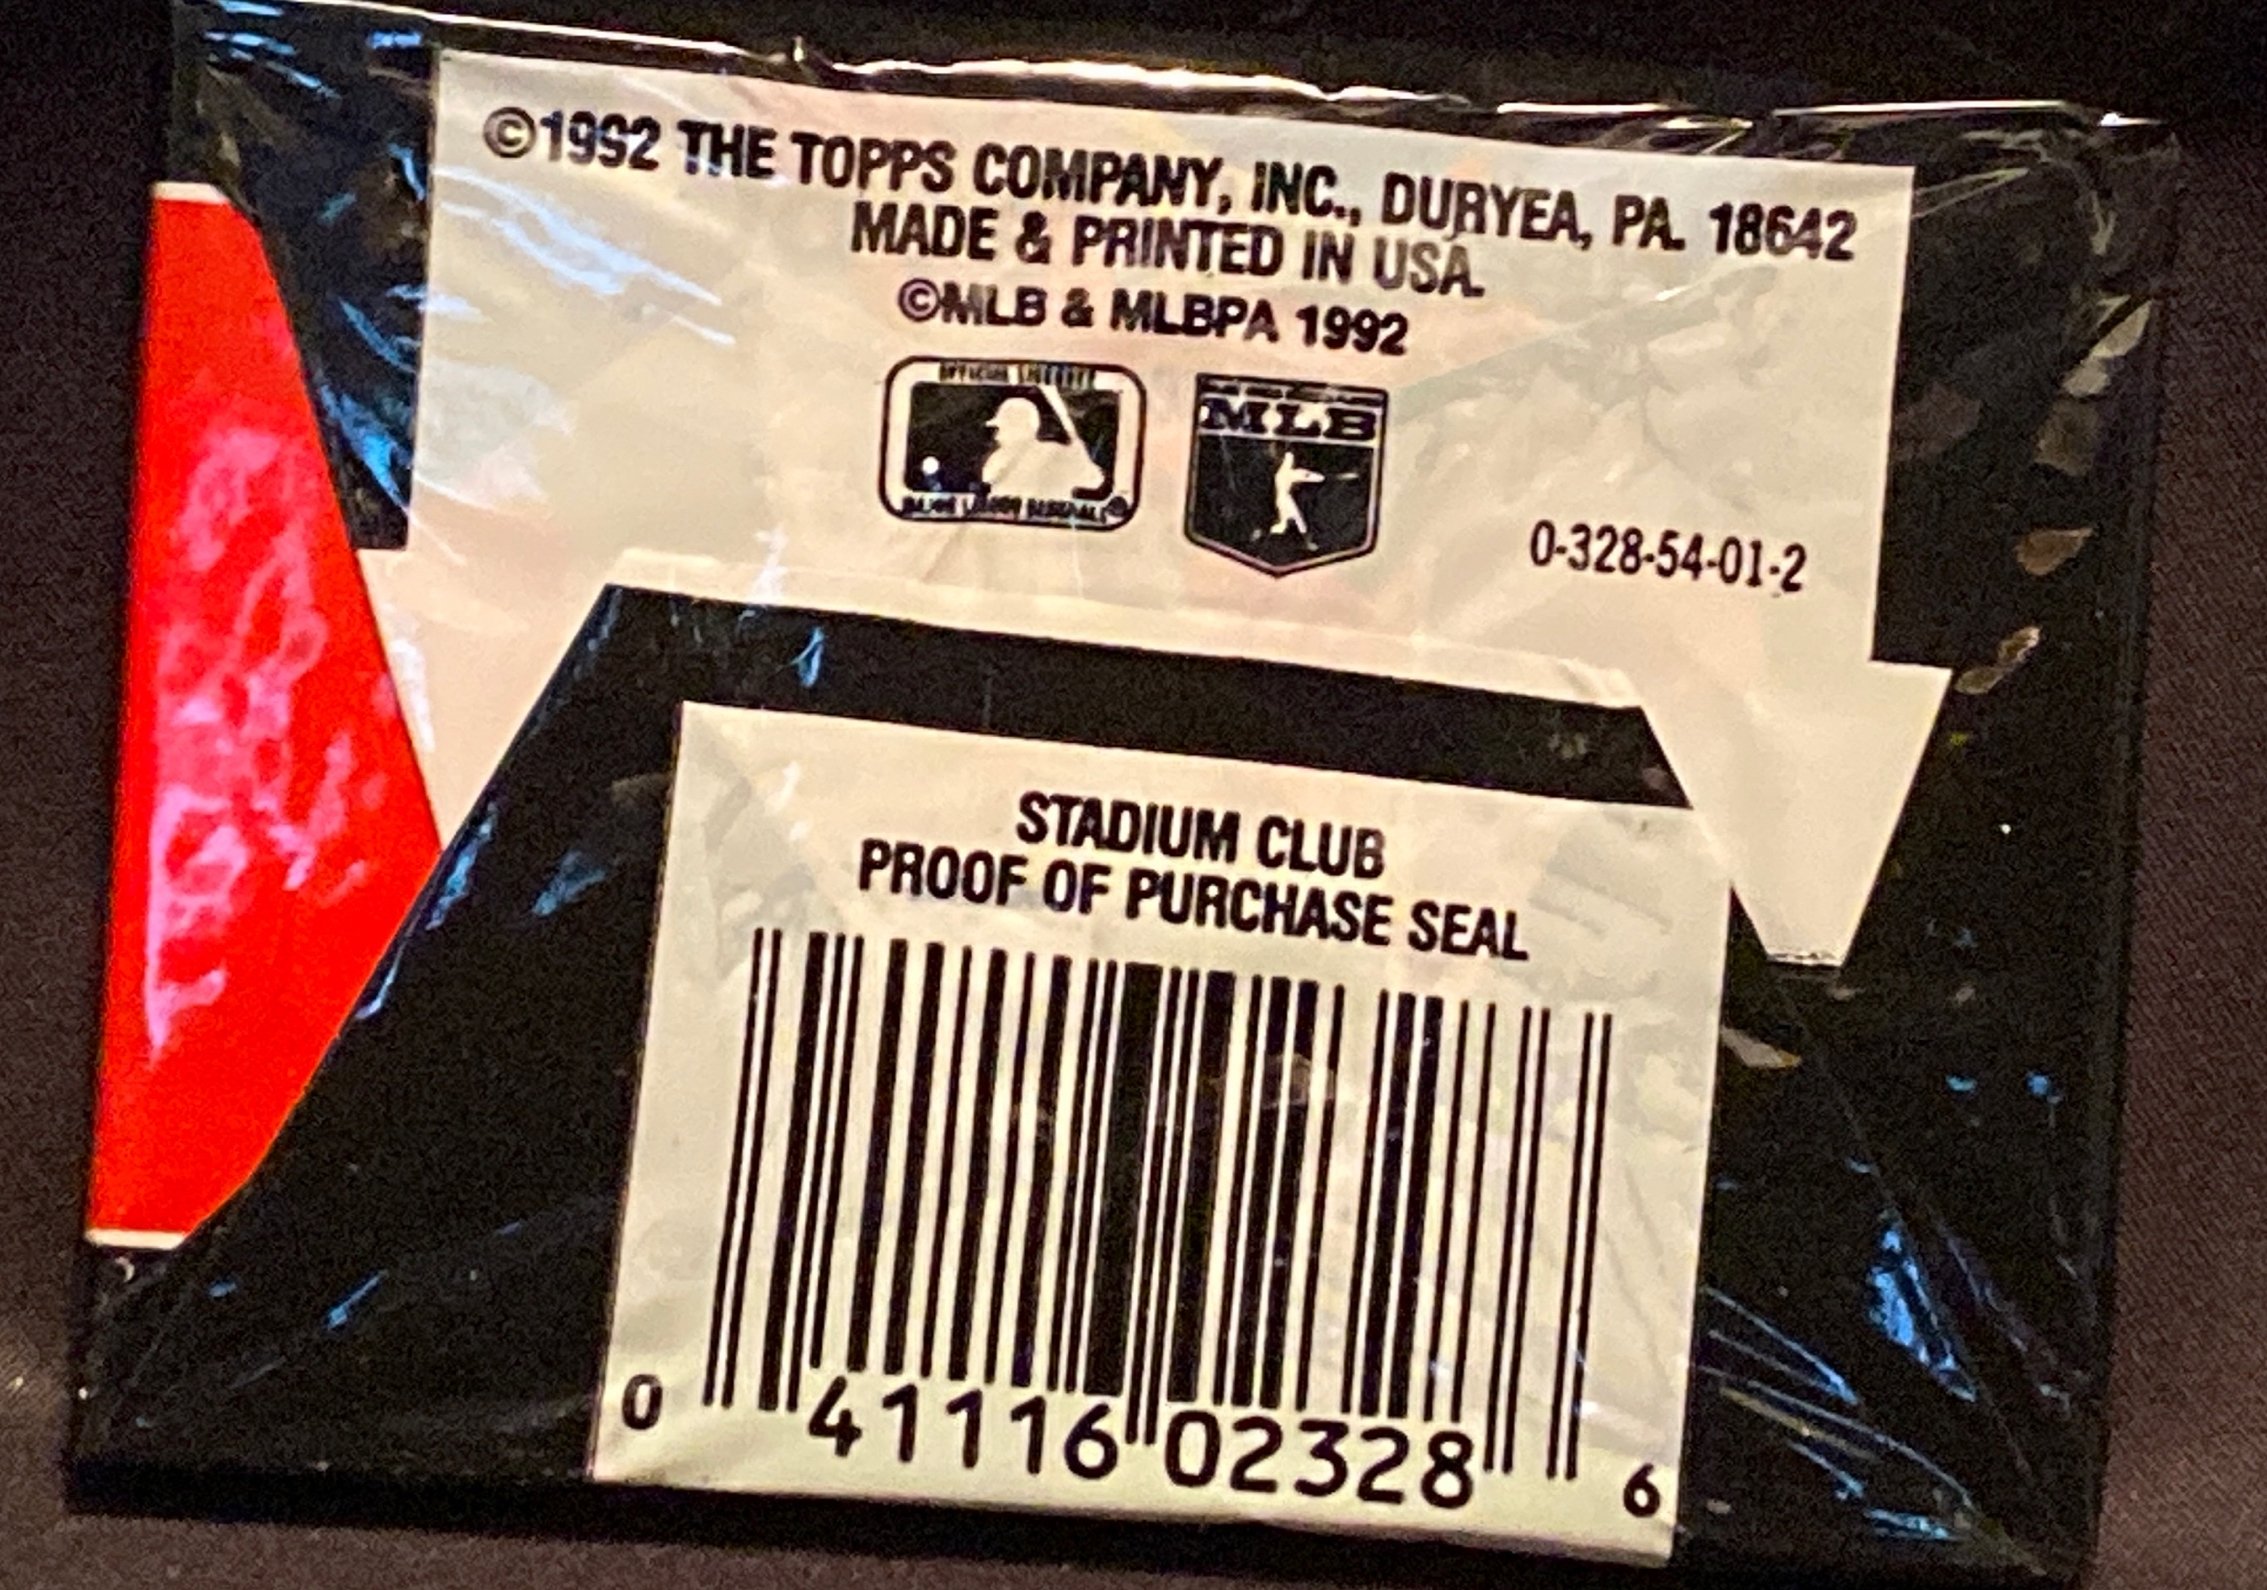 ©1992 THE TOPPS COMPANY, INC., DURYEA, PA. 18642
MADE & PRINTED IN USA.
©MLB & MLBPA 1992
MLB
0-328-54-01-2
STADIUM CLUB
PROOF OF PURCHASE SEAL
0 41116 02328 6